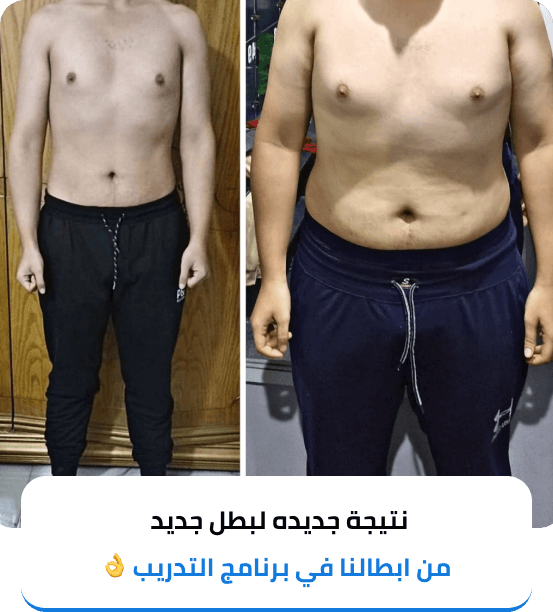 نتيجة جديده لبطل جديد
من ابطالنا في برنامج التدريب 👌